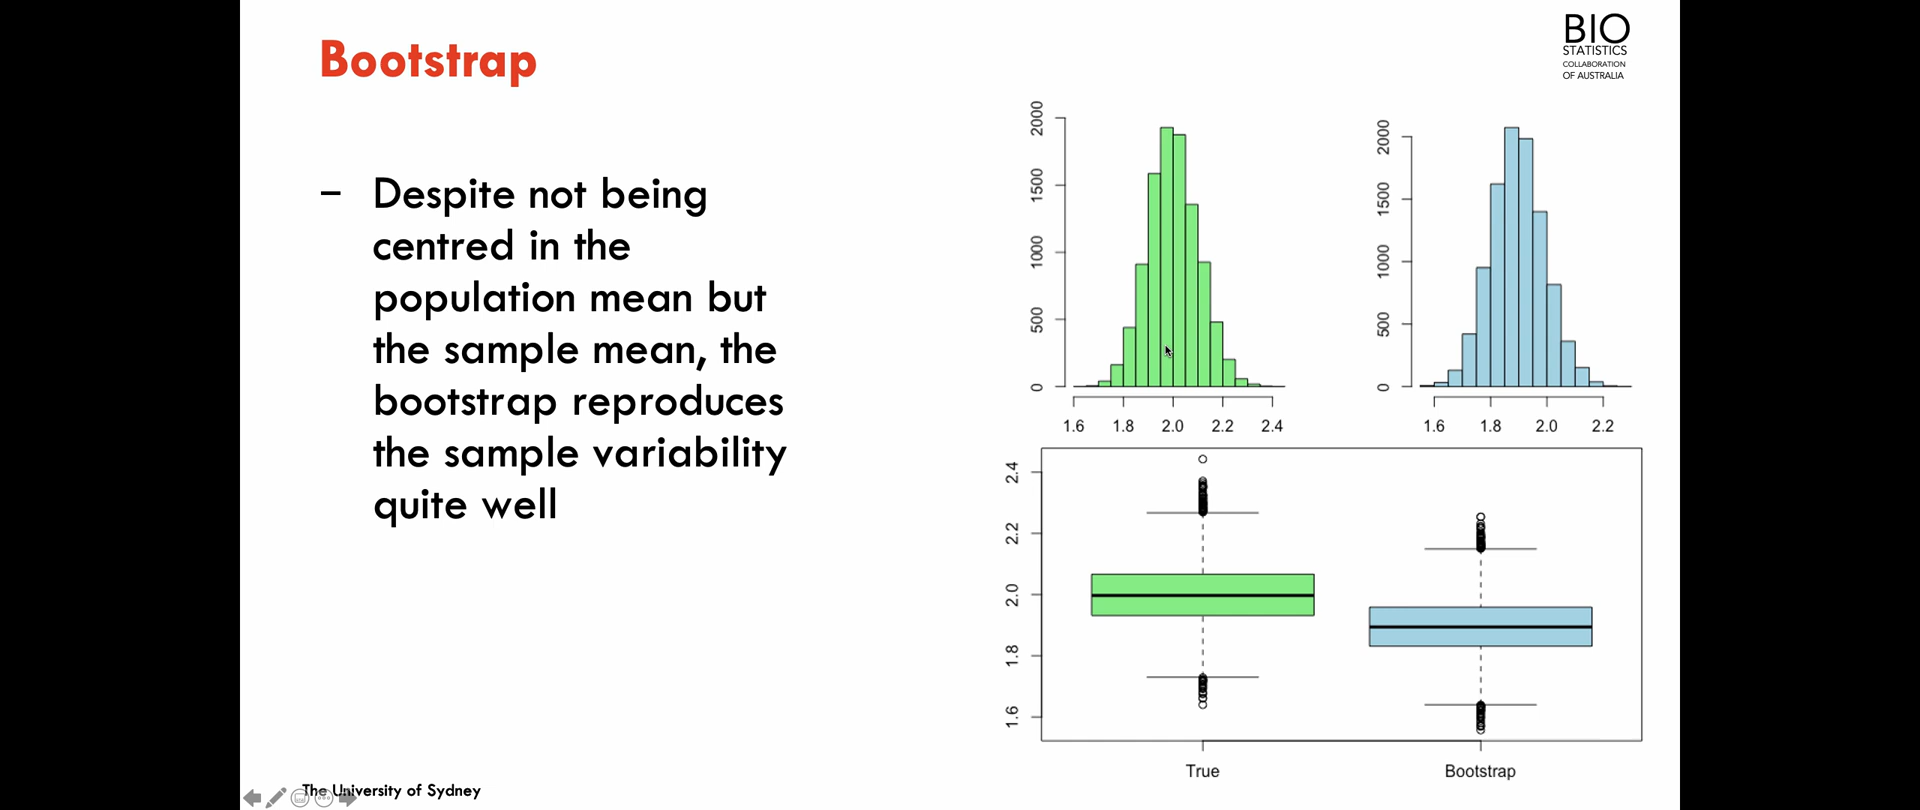 Bootstrap
BIO
STATISTICS
COLLABORATION
OF AUSTRALIA
– Despite not being
centred in the
population mean but
the sample mean, the
bootstrap reproduces
the sample variability
quite well
2000
1500
1000
500
0
1.6 1.8 2.0 2.2 2.4
2000
1500
1000
500
0
1.6 1.8 2.0 2.2
2.4
2.2
2.0
1.8
1.6
True Bootstrap
The University of Sydney